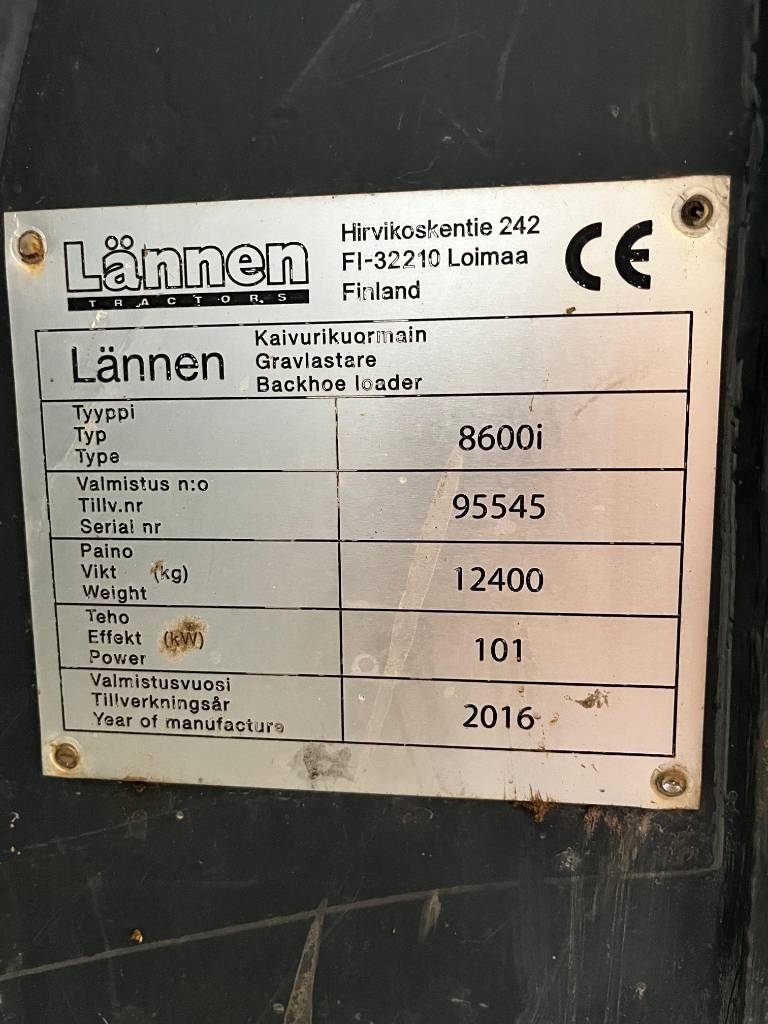 Lännen
TRACTORS
Hirvikoskentie 242
FI-32210 Loimaa
Finland
CE
Lännen
Kaivurikuormain
Gravlastare
Backhoe loader
Tyyppi
Typ
Type
8600i
Valmistus n:o
Tillv.nr
Serial nr
95545
Paino
Vikt (kg)
Weight
12400
Teho
Effekt (kW)
Power
101
Valmistusvuosi
Tillverkningsår
Year of manufacture
2016